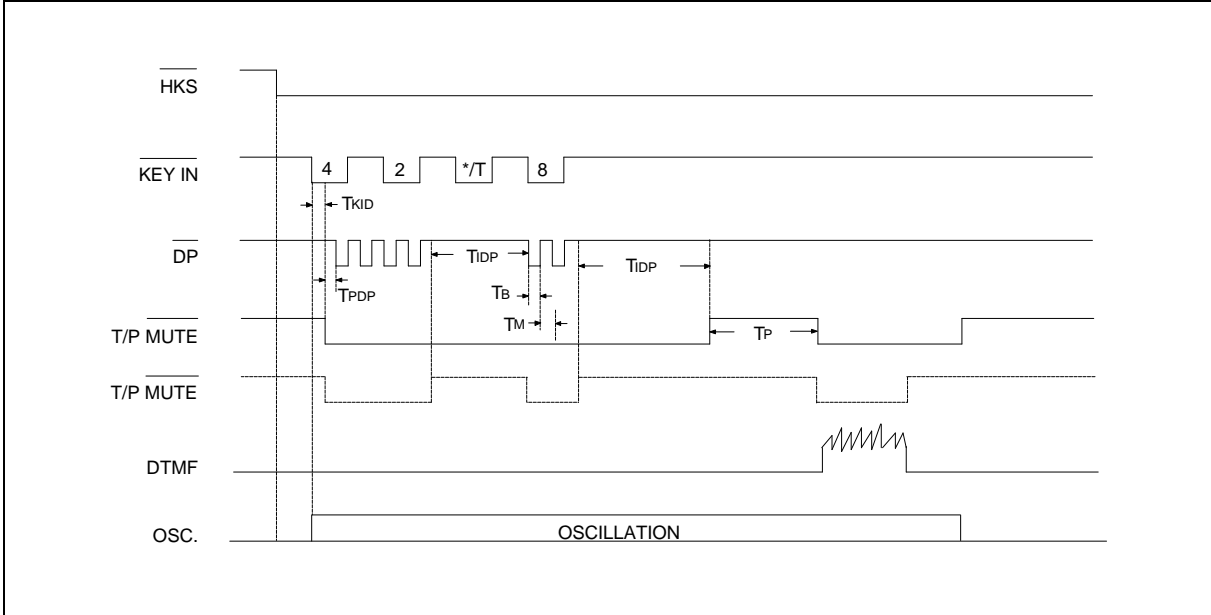 HKS
KEY IN
4
2
*/T
8
TKID
DP
TIDP
TIDP
TPDP
TB
TM
T/P MUTE
TP
T/P MUTE
DTMF
OSC.
OSCILLATION